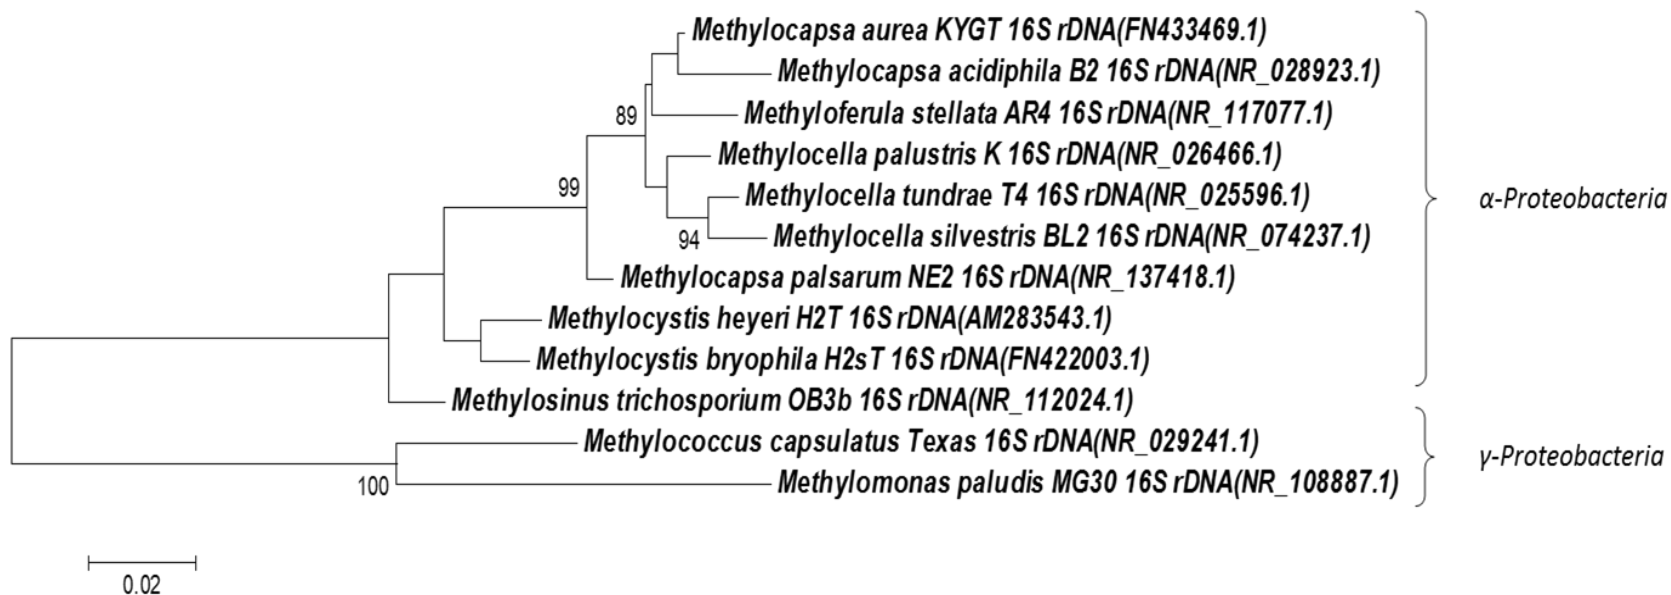 Methylocapsa aurea KYGT 16S rDNA(FN433469.1)
Methylocapsa acidiphila B2 16S rDNA(NR_028923.1)
89
Methyloferula stellata AR4 16S rDNA(NR_117077.1)
Methylocella palustris K 16S rDNA(NR_026466.1)
99
Methylocella tundrae T4 16S rDNA(NR_025596.1)
α-Proteobacteria
94
Methylocella silvestris BL2 16S rDNA(NR_074237.1)
Methylocapsa palsarum NE2 16S rDNA(NR_137418.1)
Methylocystis heyeri H2T 16S rDNA(AM283543.1)
Methylocystis bryophila H2sT 16S rDNA(FN422003.1)
Methylosinus trichosporium OB3b 16S rDNA(NR_112024.1)
Methylococcus capsulatus Texas 16S rDNA(NR_029241.1)
γ-Proteobacteria
100
Methylomonas paludis MG30 16S rDNA(NR_108887.1)
0.02